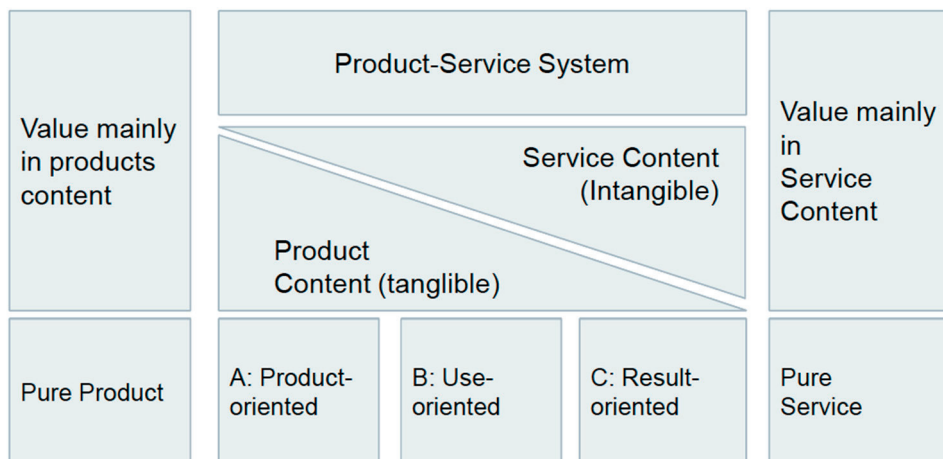 Value mainly
in products
content
Product-Service System
Service Content
(Intangible)
Product
Content (tanglible)
Value mainly
in
Service
Content
Pure Product
A: Product-
oriented
B: Use-
oriented
C: Result-
oriented
Pure
Service